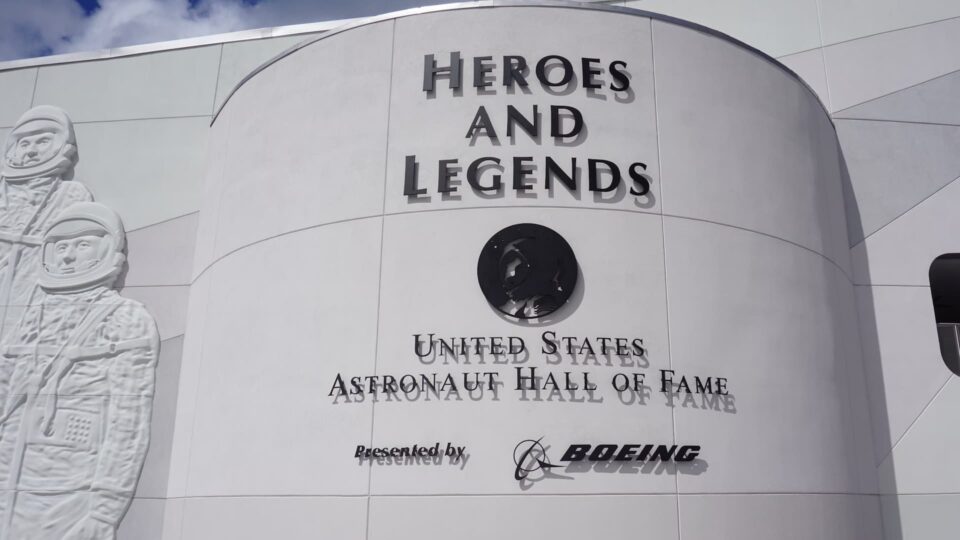 HEROES
AND
LEGENDS
UNITED STATES
ASTRONAUT HALL OF FAME
Presented by BOEING